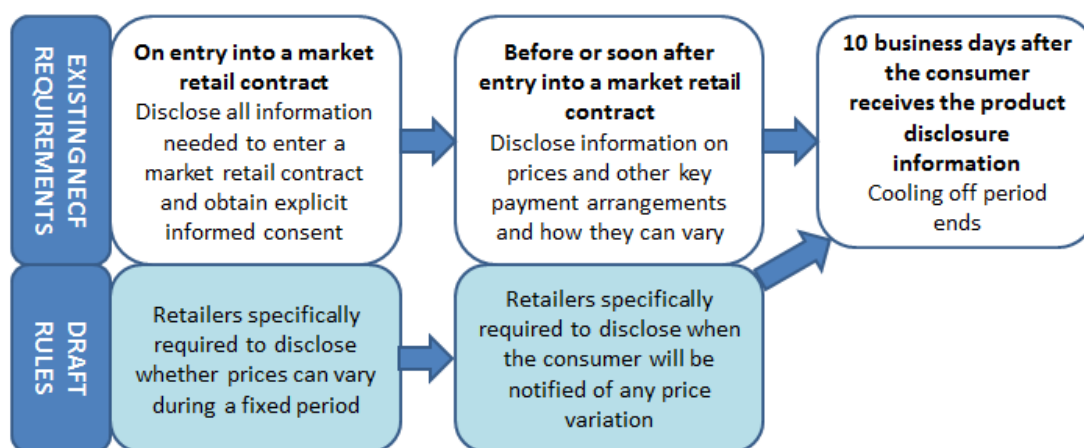 EXISTINGNECF
REQUIREMENTS
On entry into a market
retail contract
Disclose all information
needed to enter a
market retail contract
and obtain explicit
informed consent
Before or soon after
entry into a market retail
contract
Disclose information on
prices and other key
payment arrangements
and how they can vary
10 business days after
the consumer
receives the product
disclosure
information
Cooling off period
ends
DRAFT
RULES
Retailers specifically
required to disclose
whether prices can vary
during a fixed period
Retailers specifically
required to disclose when
the consumer will be
notified of any price
variation